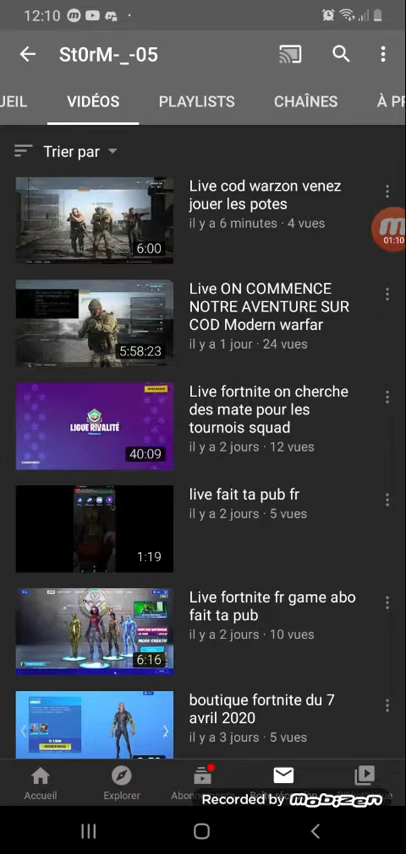 12:10
St0rM-_-05
UEIL VIDÉOS PLAYLISTS CHAÎNES À P
Trier par
Live cod warzon venez
jouer les potes
il y a 6 minutes · 4 vues
6:00
01:10
Live ON COMMENCE
NOTRE AVENTURE SUR
COD Modern warfar
il y a 1 jour · 24 vues
5:58:23
Live fortnite on cherche
des mate pour les
tournois squad
il y a 2 jours · 12 vues
LIGUE RIVALITÉ
40:09
live fait ta pub fr
il y a 2 jours · 5 vues
1:19
Live fortnite fr game abo
fait ta pub
il y a 2 jours · 10 vues
6:16
boutique fortnite du 7
avril 2020
il y a 3 jours · 5 vues
Accueil Explorer
Recorded by mobizen